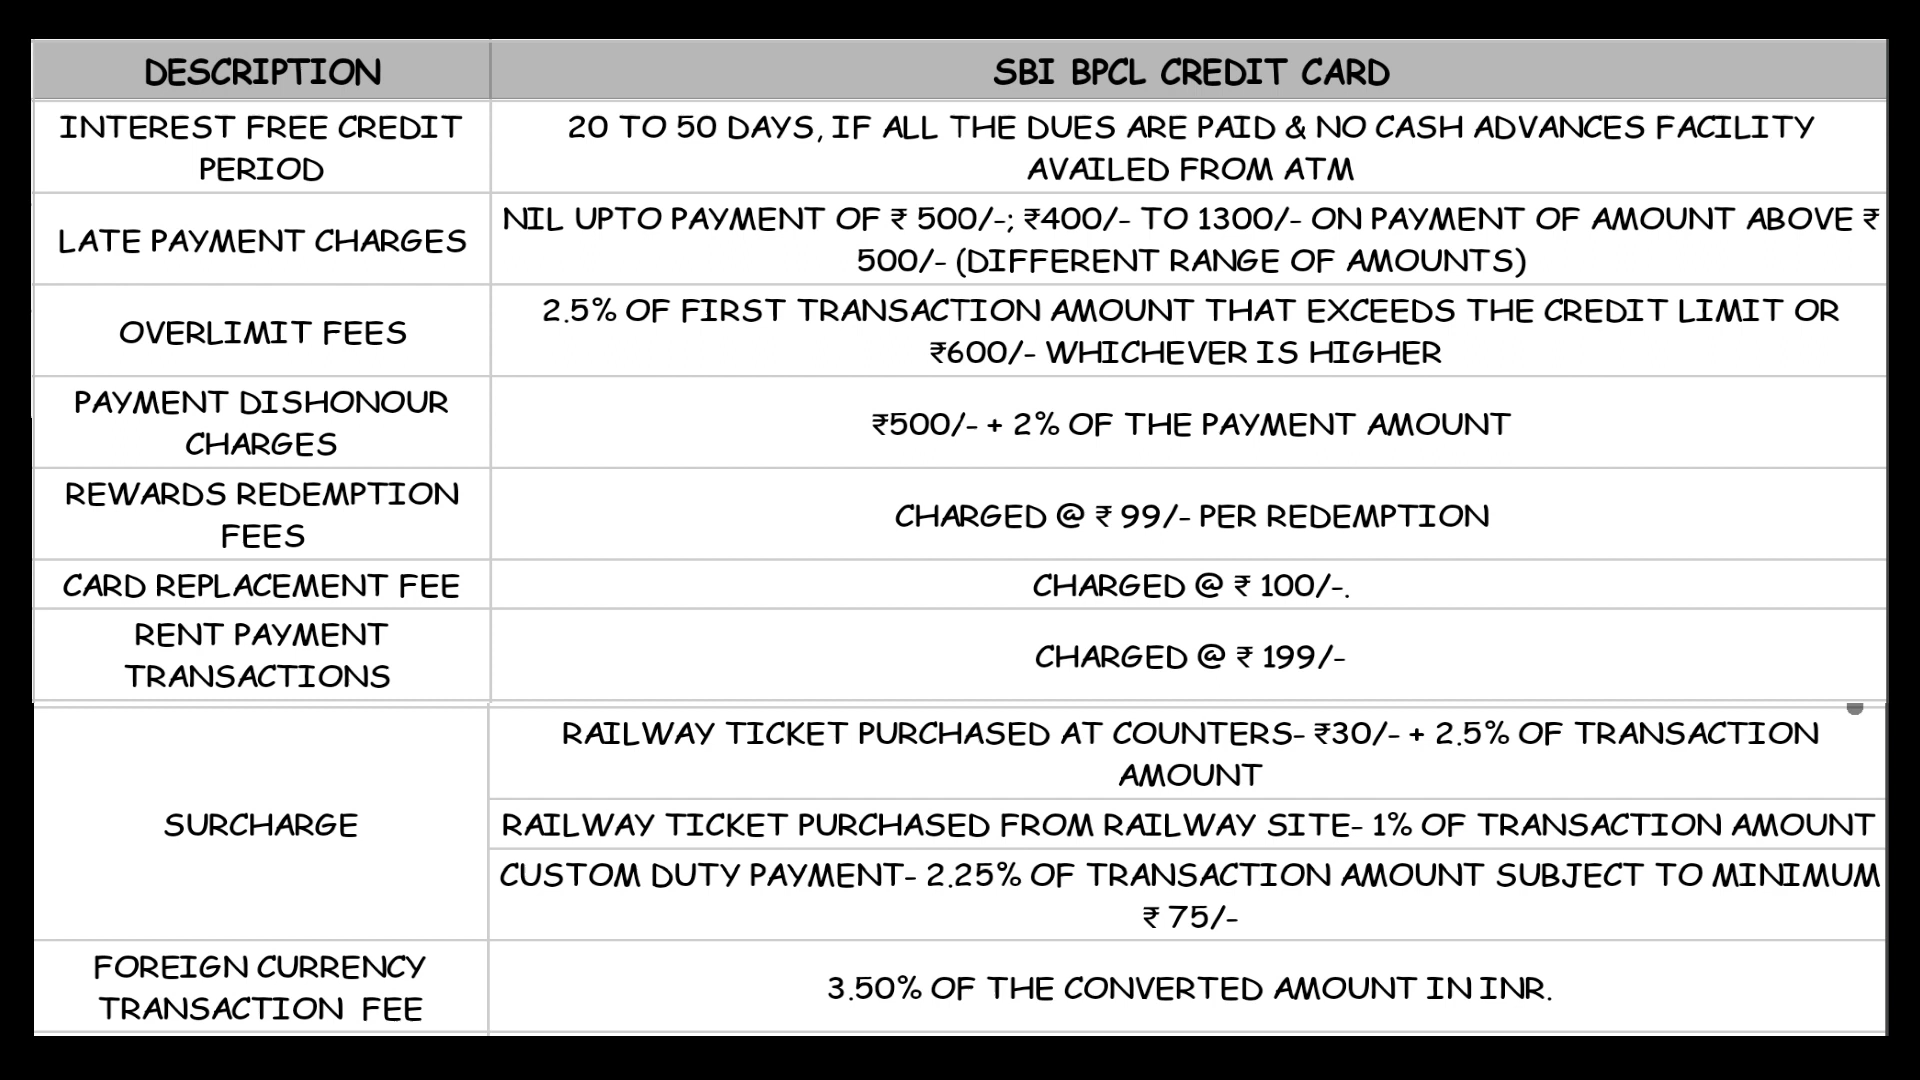 DESCRIPTION
SBI BPCL CREDIT CARD
INTEREST FREE CREDIT
PERIOD
20 TO 50 DAYS, IF ALL THE DUES ARE PAID & NO CASH ADVANCES FACILITY
AVAILED FROM ATM
LATE PAYMENT CHARGES
NIL UPTO PAYMENT OF ₹ 500/-; ₹400/- TO 1300/- ON PAYMENT OF AMOUNT ABOVE ₹
500/- (DIFFERENT RANGE OF AMOUNTS)
OVERLIMIT FEES
2.5% OF FIRST TRANSACTION AMOUNT THAT EXCEEDS THE CREDIT LIMIT OR
₹600/- WHICHEVER IS HIGHER
PAYMENT DISHONOUR
CHARGES
₹500/- + 2% OF THE PAYMENT AMOUNT
REWARDS REDEMPTION
FEES
CHARGED @ ₹ 99/- PER REDEMPTION
CARD REPLACEMENT FEE
CHARGED @ ₹ 100/-.
RENT PAYMENT
TRANSACTIONS
CHARGED @ ₹ 199/-
SURCHARGE
RAILWAY TICKET PURCHASED AT COUNTERS- ₹30/- + 2.5% OF TRANSACTION
AMOUNT
RAILWAY TICKET PURCHASED FROM RAILWAY SITE- 1% OF TRANSACTION AMOUNT
CUSTOM DUTY PAYMENT- 2.25% OF TRANSACTION AMOUNT SUBJECT TO MINIMUM
₹ 75/-
FOREIGN CURRENCY
TRANSACTION FEE
3.50% OF THE CONVERTED AMOUNT IN INR.